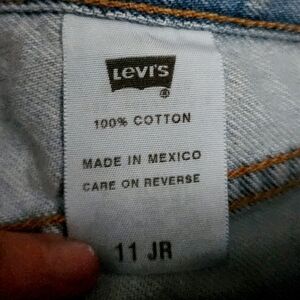 Levi's ®
100% COTTON
MADE IN MEXICO
CARE ON REVERSE
11 JR